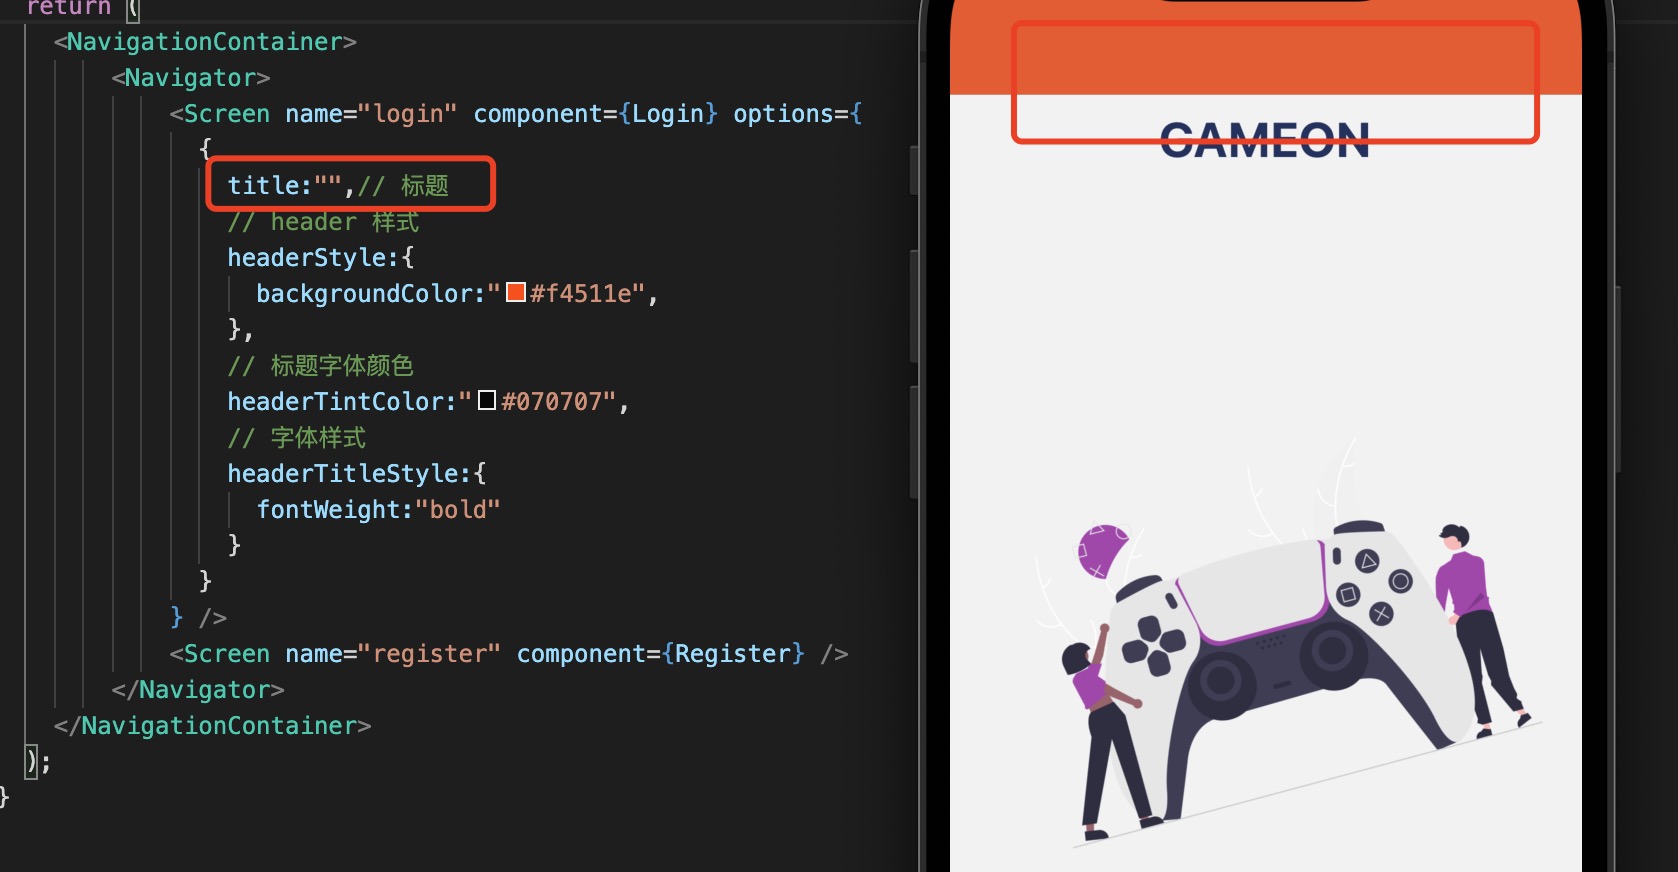 return (
<NavigationContainer>
<Navigator>
<Screen name="login" component={Login} options={
{
title:"",// 标题
// header 样式
headerStyle:{
backgroundColor:"#f4511e",
},
// 标题字体颜色
headerTintColor:"#070707",
// 字体样式
headerTitleStyle:{
fontWeight:"bold"
}
}
} />
<Screen name="register" component={Register} />
</Navigator>
</NavigationContainer>
);
}
GAMEON